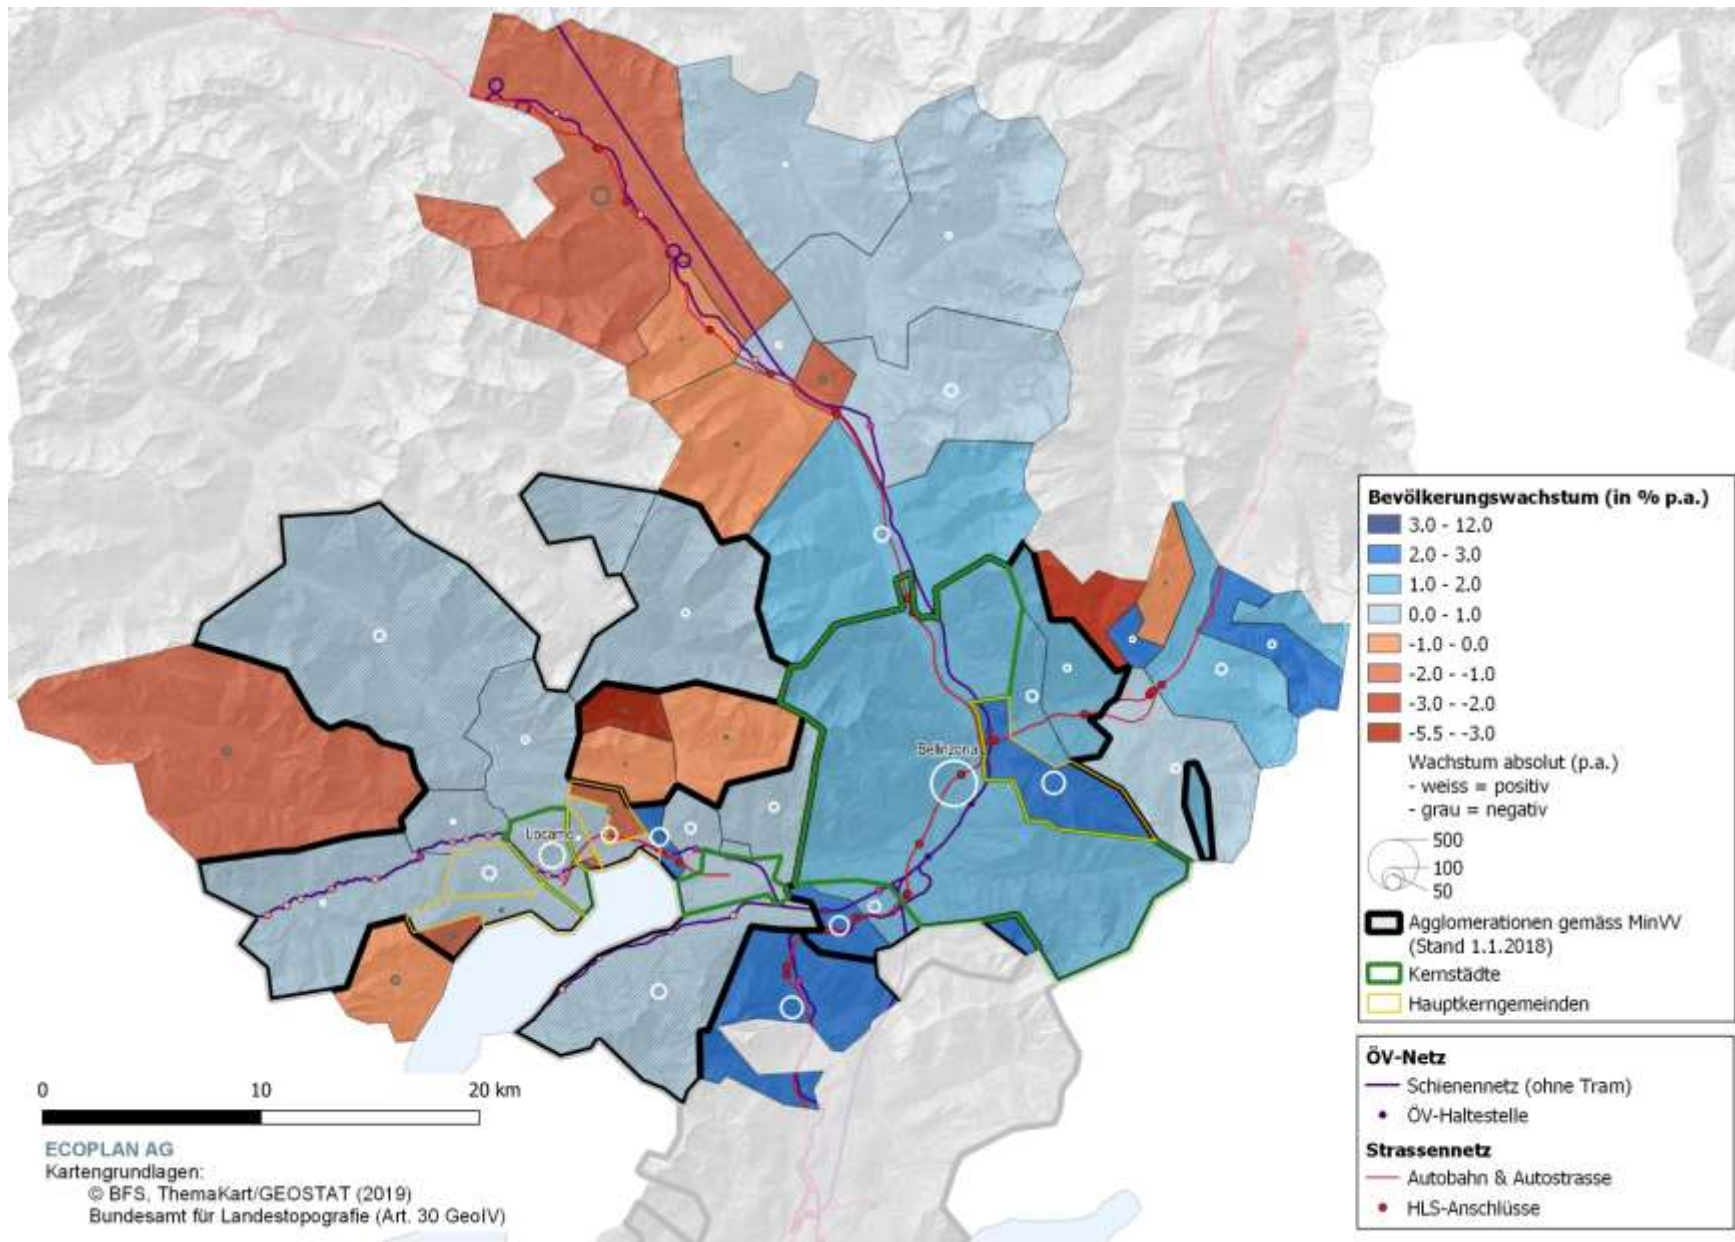 Bellinzona
Locarno
Bevölkerungswachstum (in % p.a.)
3.0 - 12.0
2.0 - 3.0
1.0 - 2.0
0.0 - 1.0
-1.0 - 0.0
-2.0 - -1.0
-3.0 - -2.0
-5.5 - -3.0
Wachstum absolut (p.a.)
- weiss = positiv
- grau = negativ
500
100
50
Agglomerationen gemäss MinVV
(Stand 1.1.2018)
Kernstädte
Hauptkerngemeinden
ÖV-Netz
Schienennetz (ohne Tram)
ÖV-Haltestelle
Strassennetz
Autobahn & Autostrasse
HLS-Anschlüsse
0 10 20 km
ECOPLAN AG
Kartengrundlagen:
© BFS, ThemaKart/GEOSTAT (2019)
Bundesamt für Landestopografie (Art. 30 GeoIV)